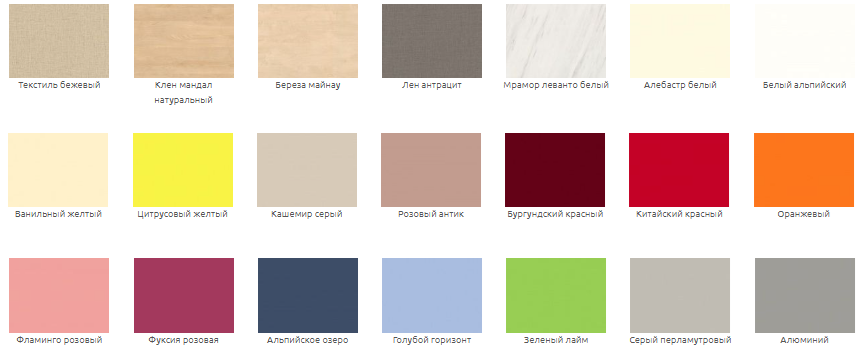 Текстиль бежевый
Клен мандал
натуральный
Береза майнау
Лен антрацит
Мрамор леванто белый
Алебастр белый
Белый альпийский
Ванильный желтый
Цитрусовый желтый
Кашемир серый
Розовый антик
Бургундский красный
Китайский красный
Оранжевый
Фламинго розовый
Фуксия розовая
Альпийское озеро
Голубой горизонт
Зеленый лайм
Серый перламутровый
Алюминий